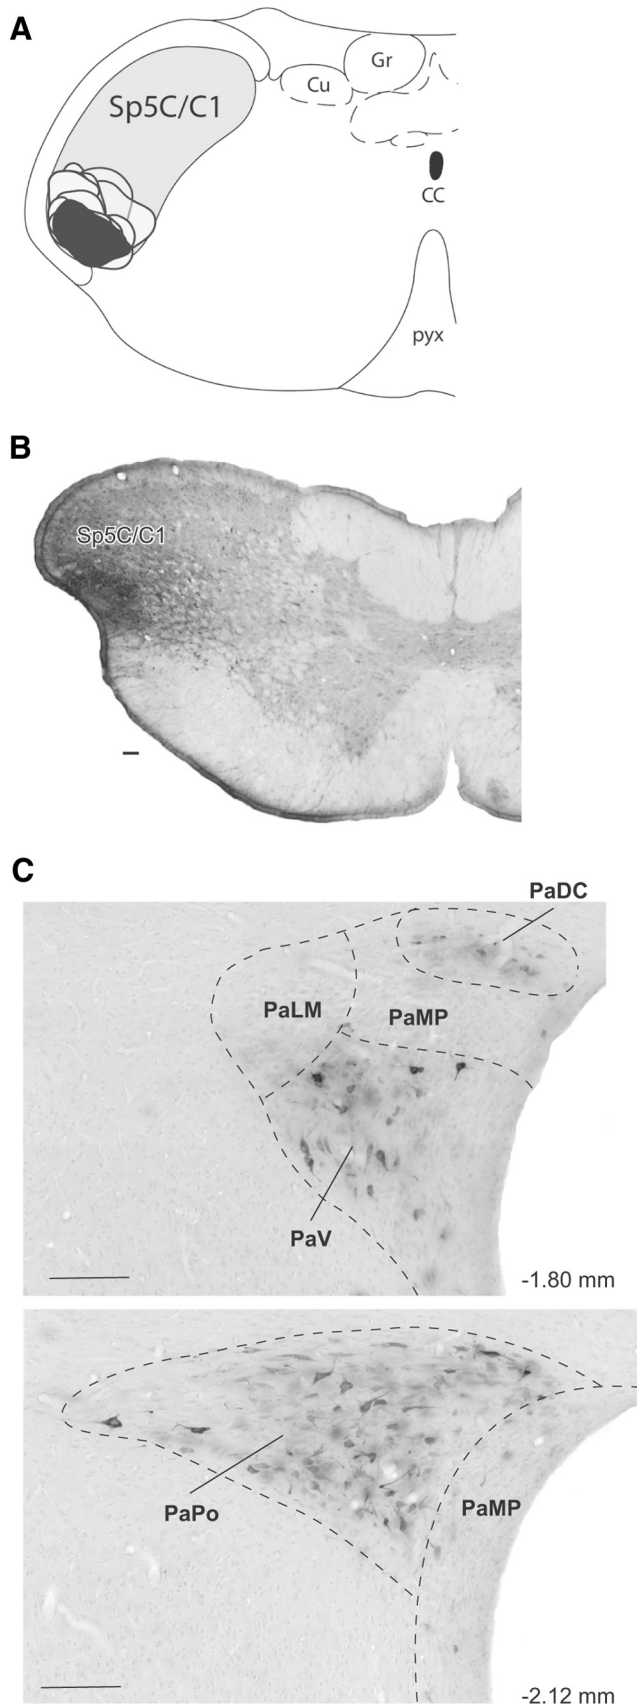 A
Gr
Cu
Sp5C/C1
CC
pyx
B
Sp5C/C1
C
PaDC
PaLM
PaMP
PaV
-1.80 mm
PaPo
PaMP
-2.12 mm